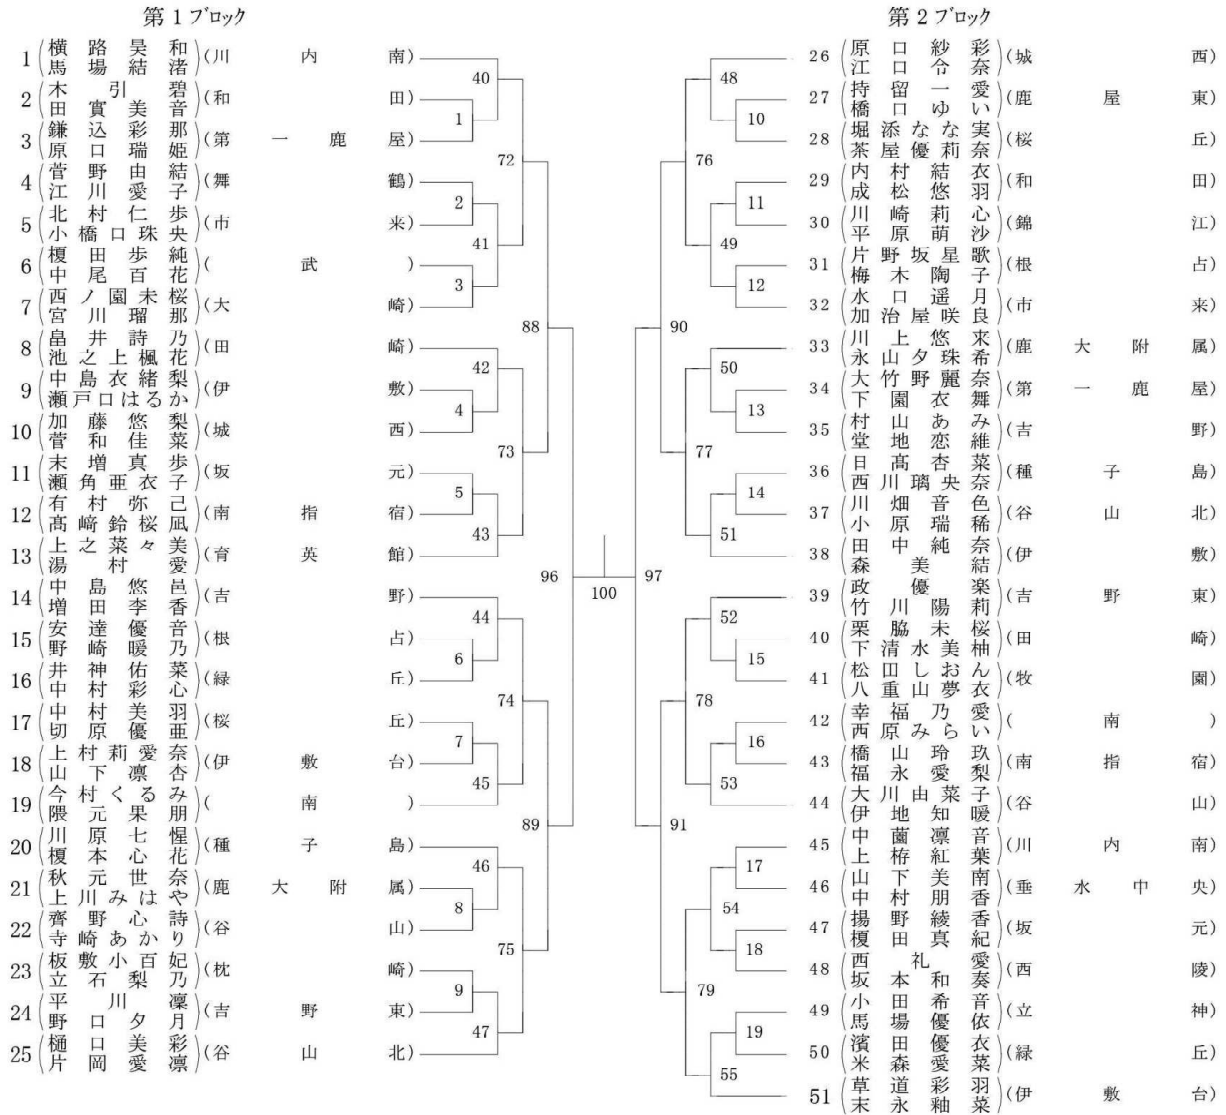 第1ブロック
1 (横路昊和 馬場結渚) (川内南)
2 (木引碧 田實美音) (和田)
3 (鎌込彩那 原口瑞姫) (第一鹿屋)
4 (菅野由結 江川愛子) (舞鶴)
5 (北村仁歩 小橋口珠央) (市来)
6 (榎田歩純 中尾百花) (武)
7 (西ノ園未桜 宮川瑠那) (大崎)
8 (畠井詩乃 池之上楓花) (田崎)
9 (中島衣緒梨 瀬戸口はるか) (伊敷)
10 (加藤悠梨 菅和佳菜) (城西)
11 (末増真歩 瀬角亜衣子) (坂元)
12 (有村弥己 髙﨑鈴桜凪) (南指宿)
13 (上之菜々美 湯村愛) (育英館)
14 (中島悠邑 増田李香) (吉野)
15 (安達優音 野崎暖乃) (根占)
16 (井神佑菜 中村彩心) (緑丘)
17 (中村美羽 切原優亜) (桜丘)
18 (上村莉愛奈 山下凛杏) (伊敷台)
19 (今村くるみ 隈元果朋) (南)
20 (川原七惺 榎本心花) (種子島)
21 (秋元世奈 上川みはや) (鹿大附属)
22 (齊野心詩 寺崎あかり) (谷山)
23 (板敷小百妃 立石梨乃) (枕崎)
24 (平川凜 野口夕月) (吉野東)
25 (樋口美彩 片岡愛凛) (谷山北)
40
1
72
2
41
3
88
42
4
73
5
43
96
44
6
74
7
45
89
46
8
75
9
47
100
第2ブロック
26 (原口紗彩 江口令奈) (城西)
27 (持留一愛 橋口ゆい) (鹿屋東)
28 (堀添なな実 茶屋優莉奈) (桜丘)
29 (内村結衣 成松悠羽) (和田)
30 (川崎莉心 平原萌沙) (錦江)
31 (片野坂星歌 梅木陶子) (根占)
32 (水口遥月 加治屋咲良) (市来)
33 (川上悠来 永山夕珠希) (鹿大附属)
34 (大竹野麗奈 下園衣舞) (第一鹿屋)
35 (村山あみ 堂地恋維) (吉野)
36 (日髙杏菜 西川璃央奈) (種子島)
37 (川畑音色 小原瑞稀) (谷山北)
38 (田中純奈 森美結) (伊敷)
39 (政優楽 竹川陽莉) (吉野東)
40 (栗脇未桜 下清水美柚) (田崎)
41 (松田しおん 八重山夢衣) (牧園)
42 (幸福乃愛 西原みらい) (南)
43 (橋山玲玖 福永愛梨) (南指宿)
44 (大川由菜子 伊地知暖) (谷山)
45 (中薗凛音 上栫紅葉) (川内南)
46 (山下美南 中村朋香) (垂水中央)
47 (揚野綾香 榎田真紀) (坂元)
48 (西礼愛 坂本和奏) (西陵)
49 (小田希音 馬場優依) (立神)
50 (濱田優衣 米森愛菜) (緑丘)
51 (草道彩羽 末永釉菜) (伊敷台)
48
10
76
11
49
12
90
50
13
77
14
51
97
52
15
78
16
53
91
17
54
18
79
19
55